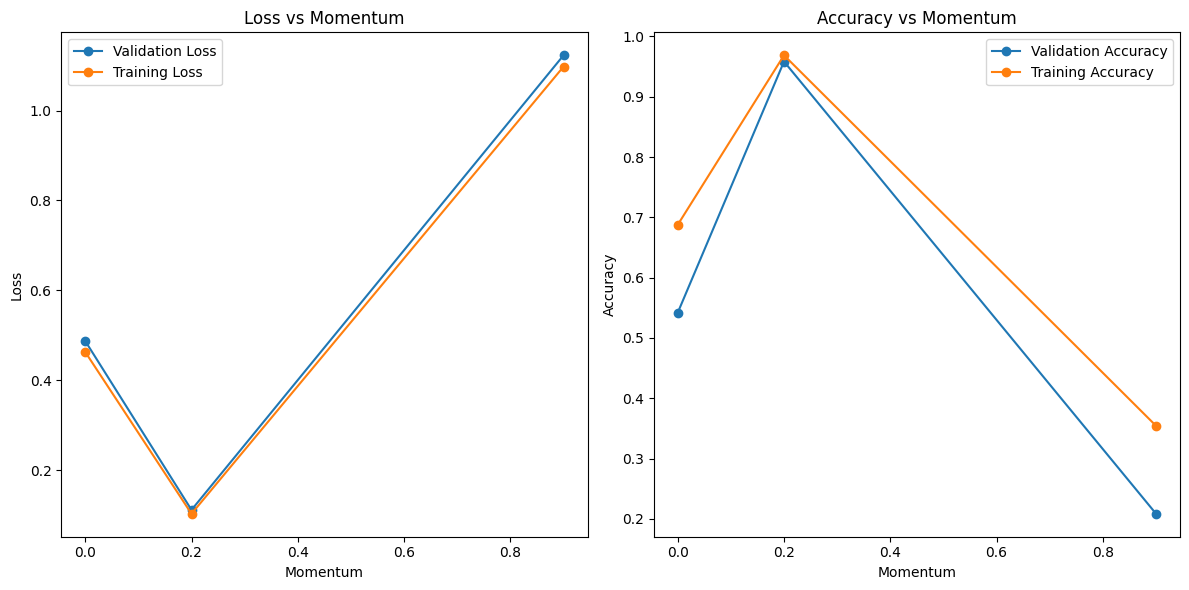 Loss vs Momentum
Validation Loss
Training Loss
1.0
0.8
0.6
0.4
0.2
Loss
0.0
0.2
0.4
0.6
0.8
Momentum
Accuracy vs Momentum
Validation Accuracy
Training Accuracy
1.0
0.9
0.8
0.7
0.6
0.5
0.4
0.3
0.2
Accuracy
0.0
0.2
0.4
0.6
0.8
Momentum